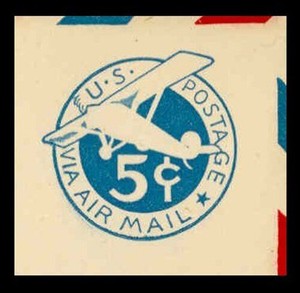 U.S. POSTAGE
5¢
VIA AIR MAIL